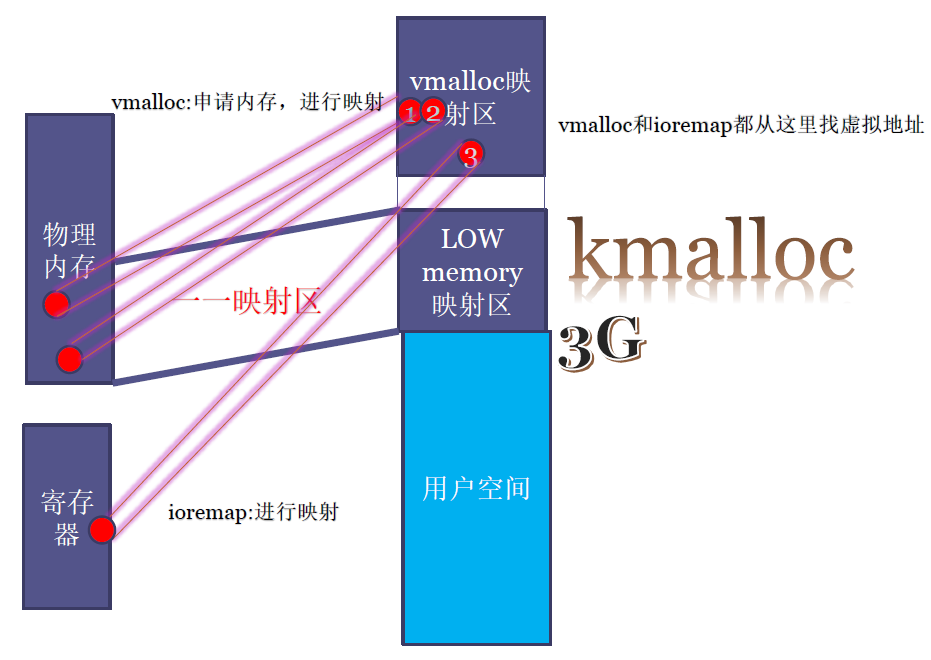 vmalloc映
射区
1 2
3
vmalloc:申请内存，进行映射
vmalloc和ioremap都从这里找虚拟地址
物理
内存
LOW
memory
映射区
kmalloc
一一映射区
3G
用户空间
寄存
器
ioremap:进行映射